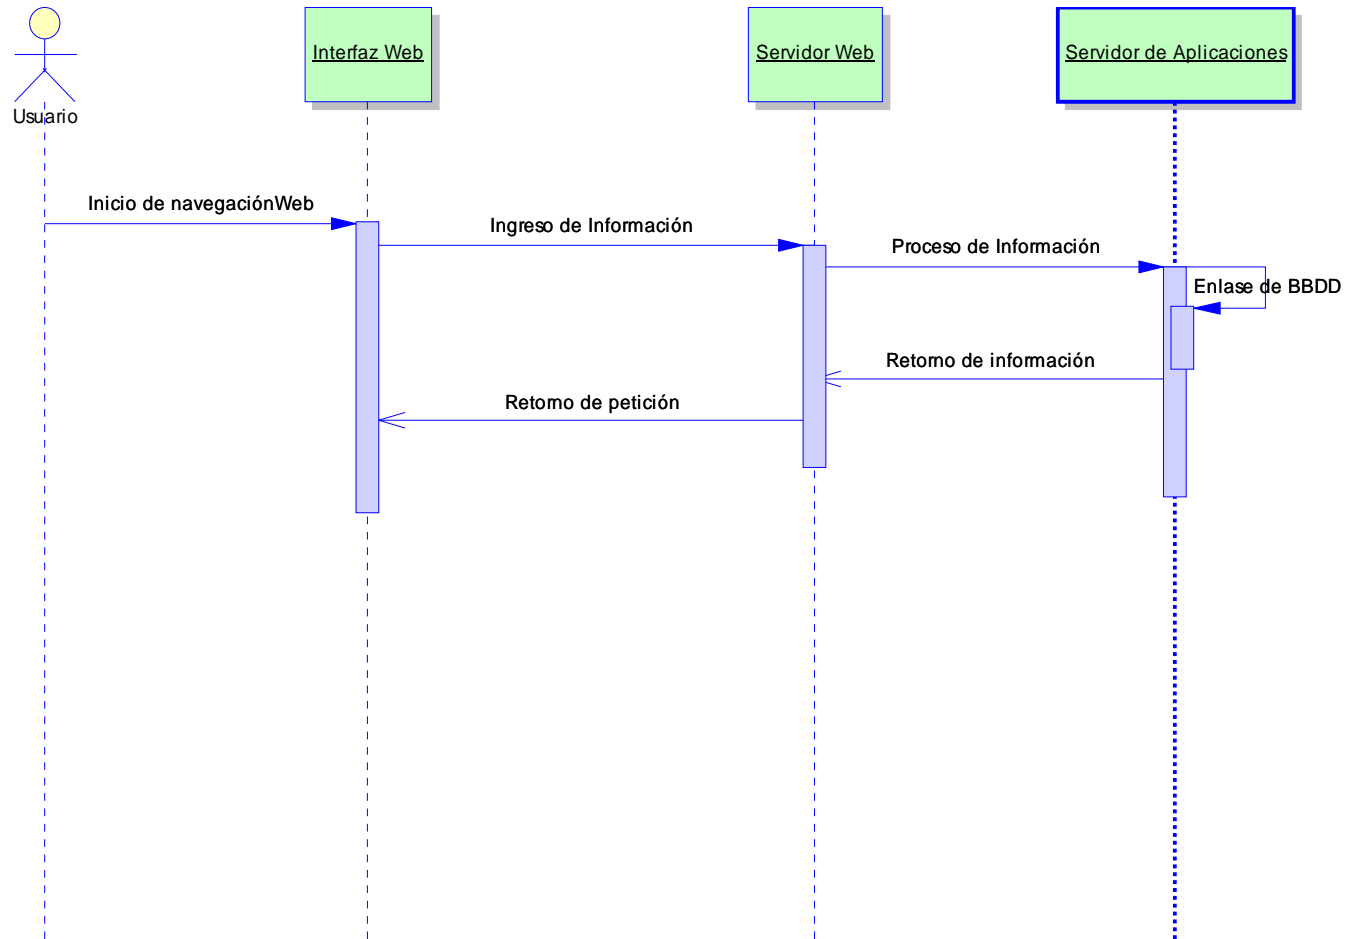 Interfaz Web
Servidor Web
Servidor de Aplicaciones
Usuario
Inicio de navegaciónWeb
Ingreso de Información
Proceso de Información
Enlase de BBDD
Retorno de información
Retorno de petición